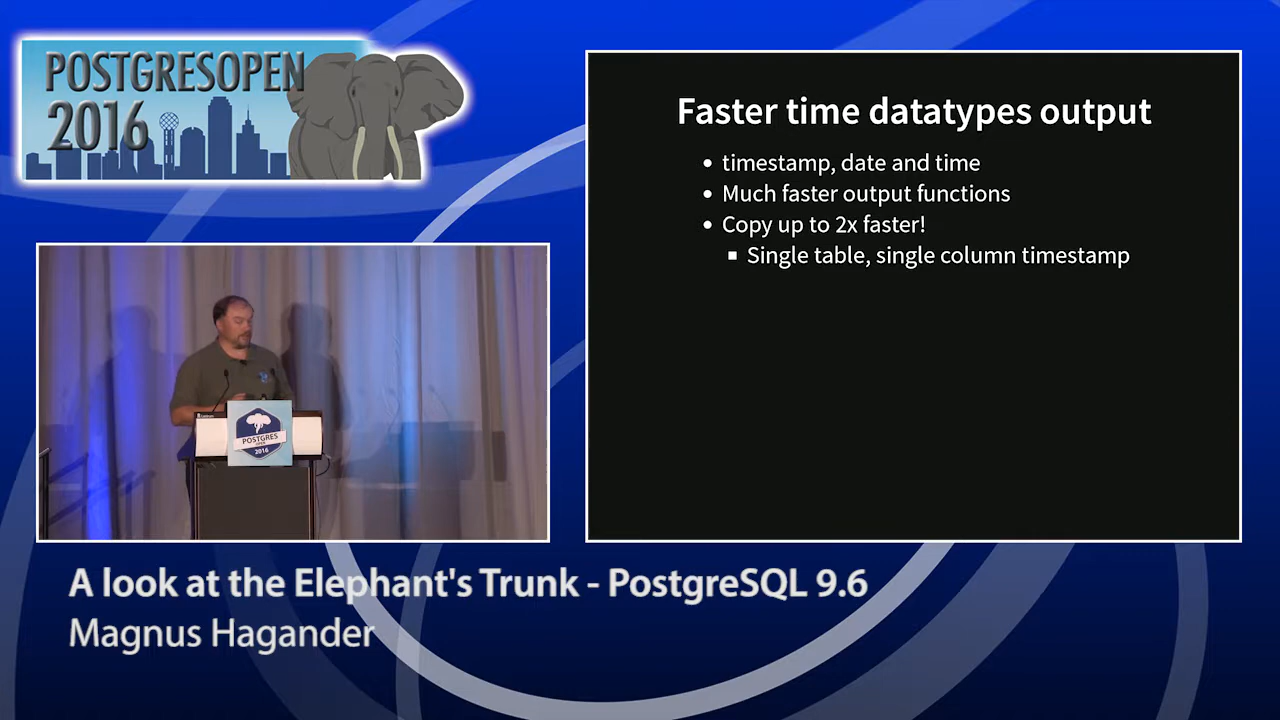 POSTGRESOPEN
2016
Faster time datatypes output
timestamp, date and time
Much faster output functions
Copy up to 2x faster!
Single table, single column timestamp
POSTGRES
OPEN
2016
A look at the Elephant's Trunk - PostgreSQL 9.6
Magnus Hagander